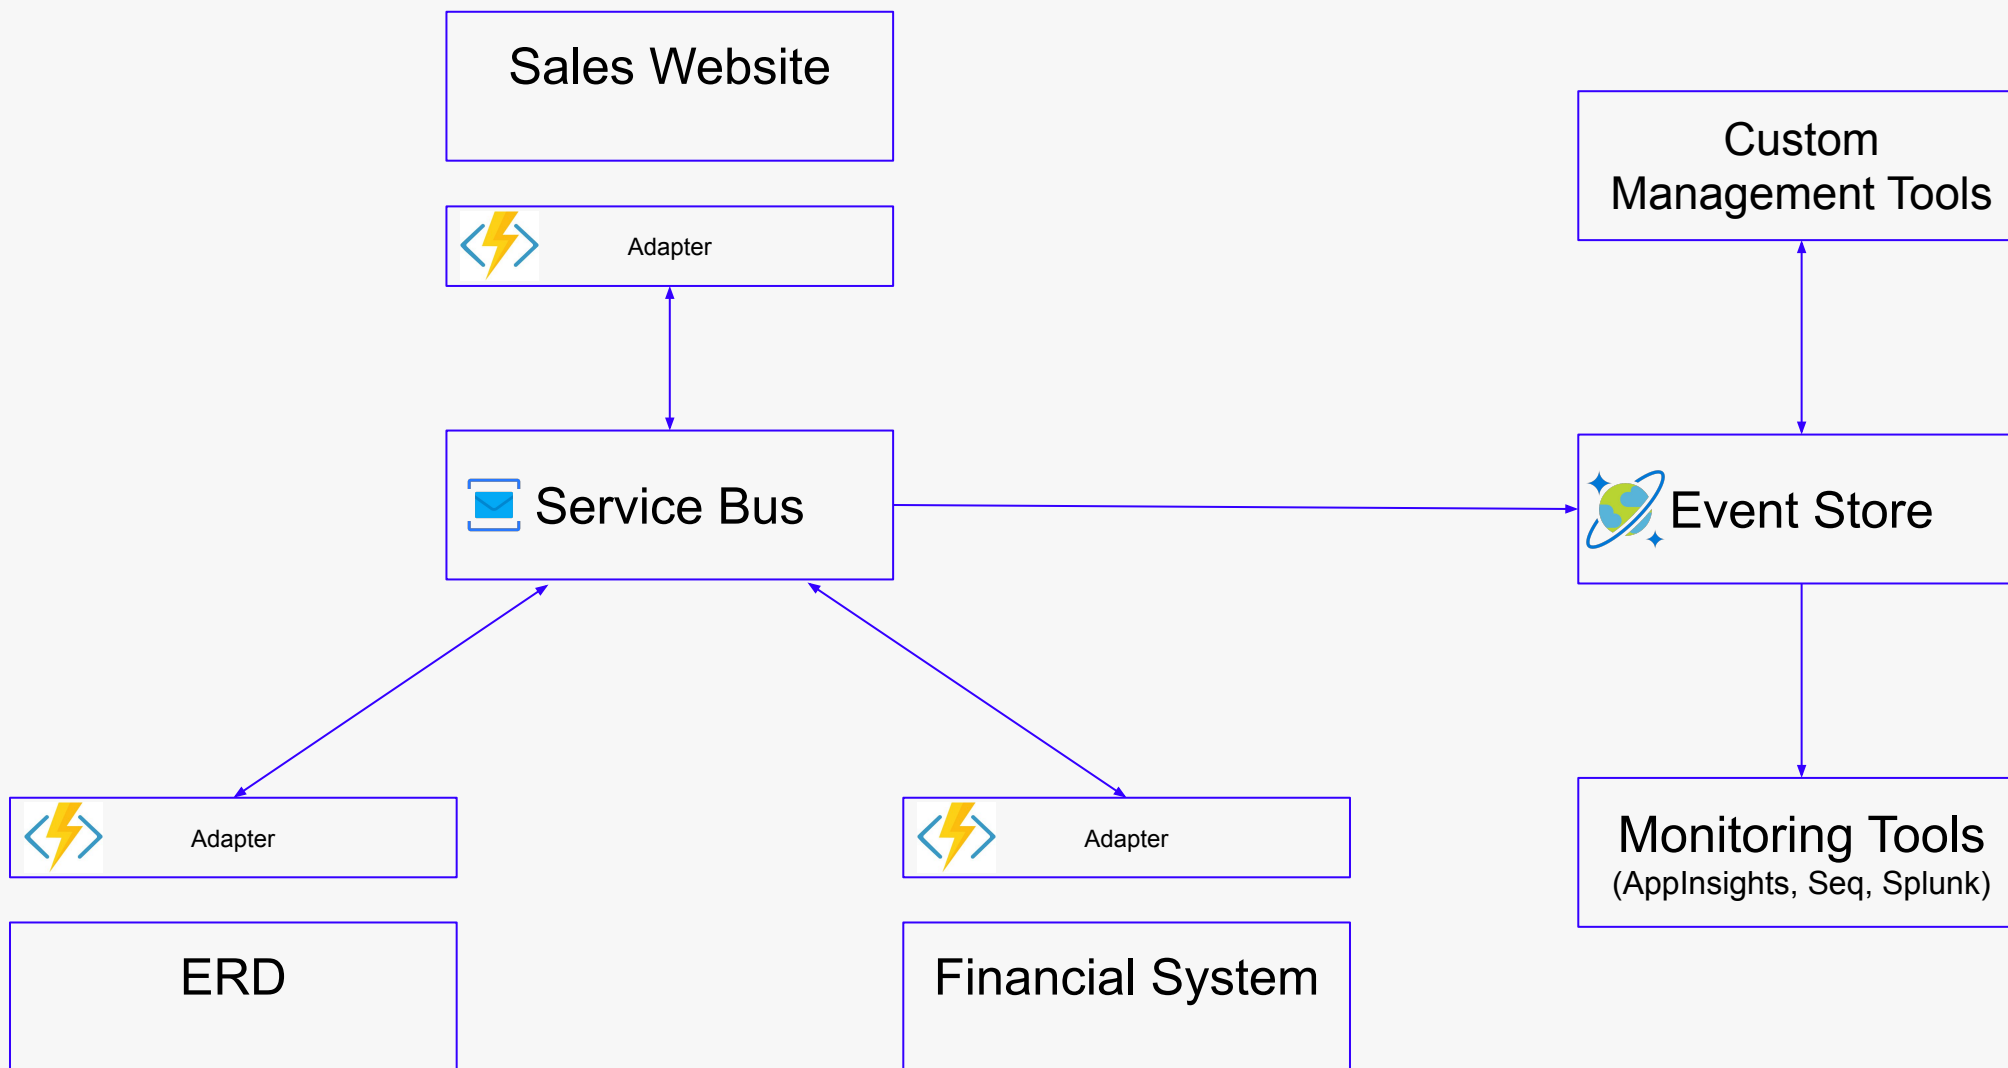 Sales Website
Custom
Management Tools
Adapter
Service Bus
Event Store
Adapter
Adapter
Monitoring Tools
(AppInsights, Seq, Splunk)
ERD
Financial System